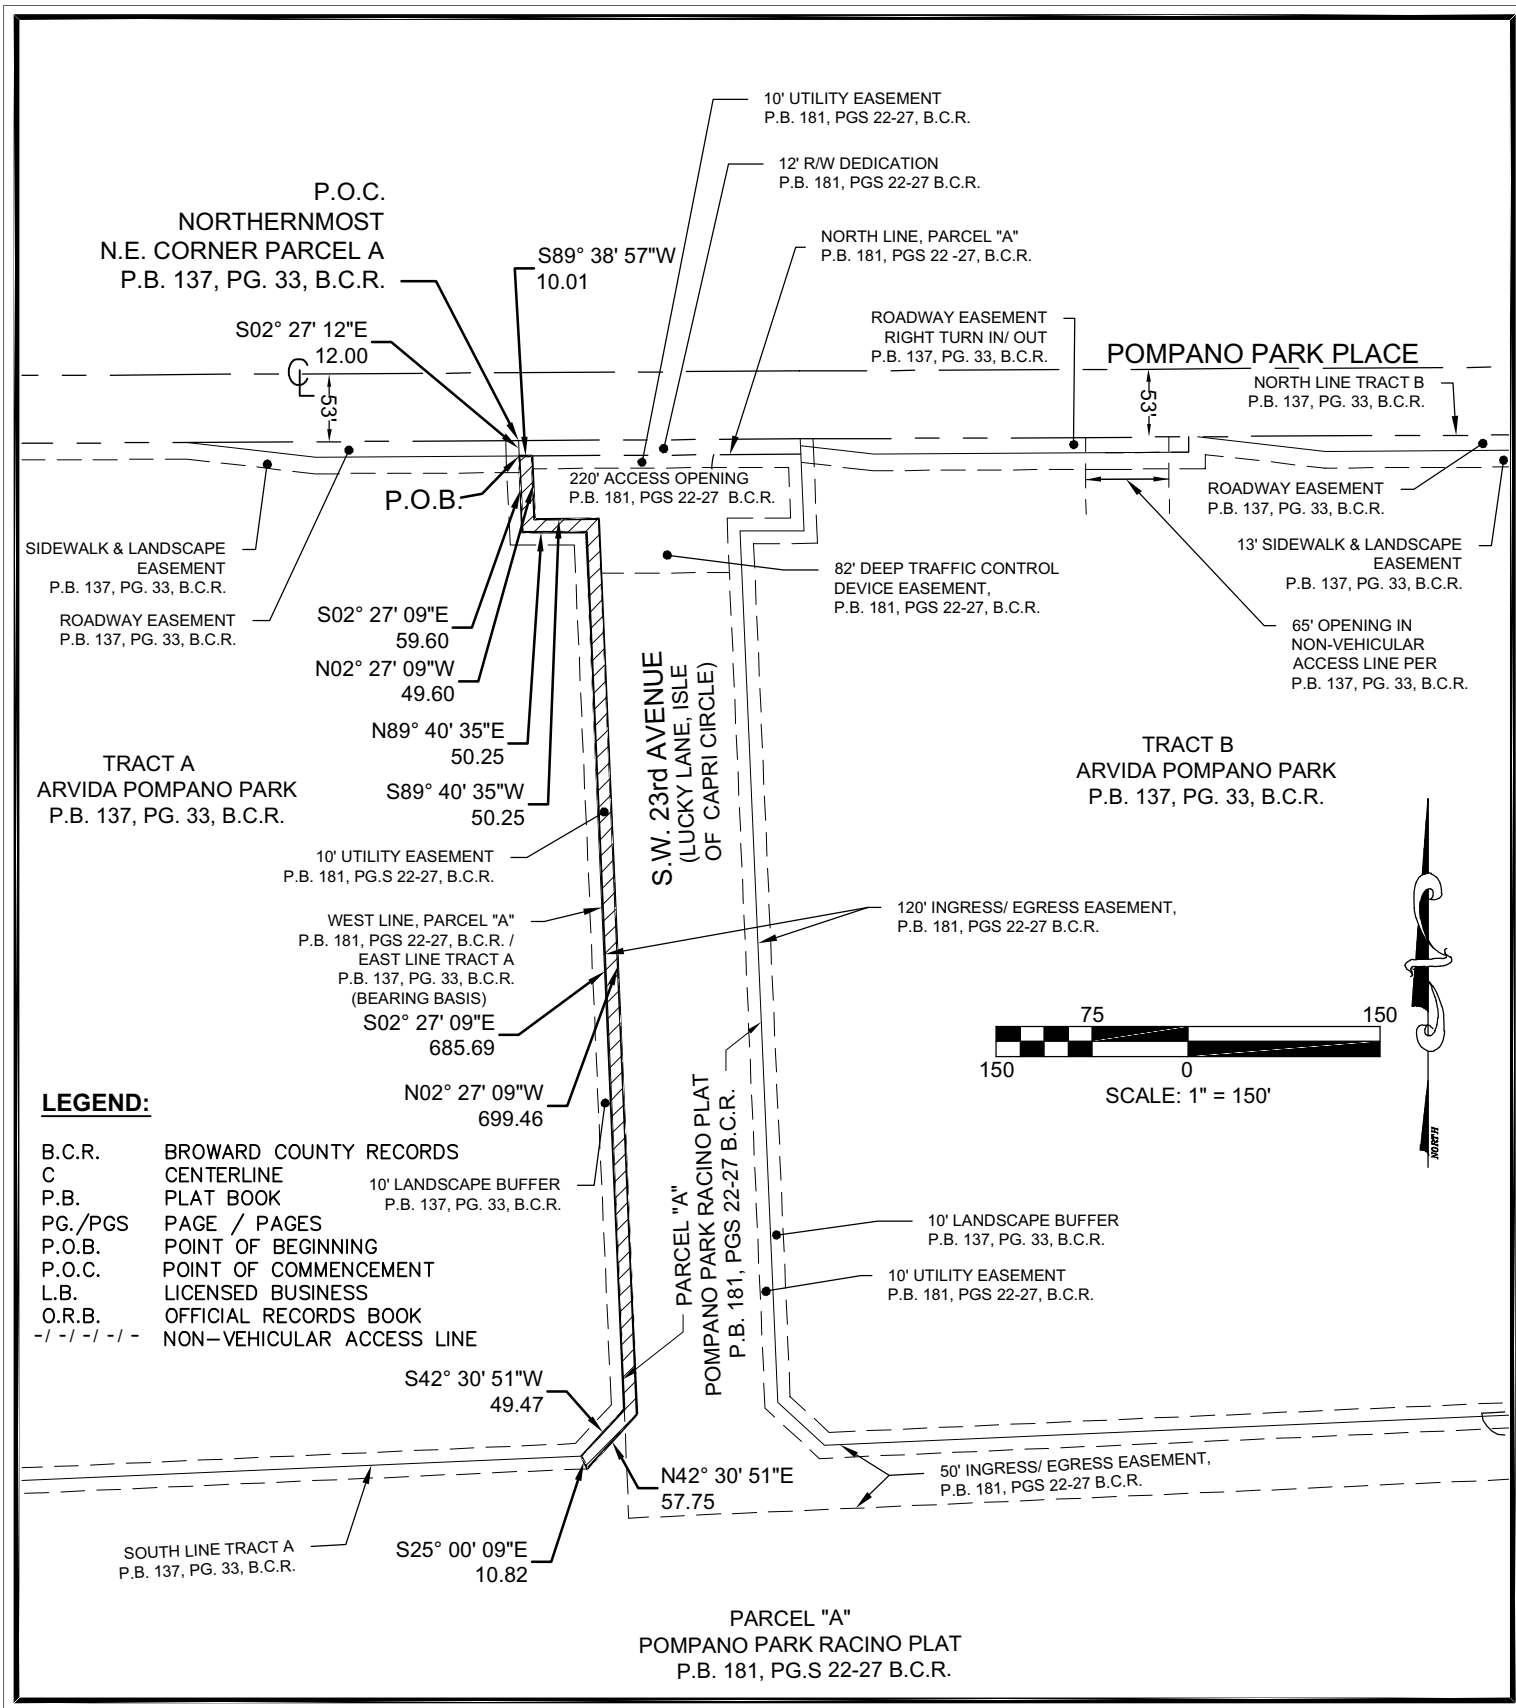 10' UTILITY EASEMENT
P.B. 181, PGS 22-27, B.C.R.
12' R/W DEDICATION
P.B. 181, PGS 22-27 B.C.R.
P.O.C.
NORTHERNMOST
N.E. CORNER PARCEL A
P.B. 137, PG. 33, B.C.R.
S89° 38' 57"W
10.01
NORTH LINE, PARCEL "A"
P.B. 181, PGS 22 -27, B.C.R.
S02° 27' 12"E
12.00
ROADWAY EASEMENT
RIGHT TURN IN/ OUT
P.B. 137, PG. 33, B.C.R.
POMPANO PARK PLACE
NORTH LINE TRACT B
P.B. 137, PG. 33, B.C.R.
CL
53'
53'
P.O.B.
220' ACCESS OPENING
P.B. 181, PGS 22-27 B.C.R.
ROADWAY EASEMENT
P.B. 137, PG. 33, B.C.R.
SIDEWALK & LANDSCAPE
EASEMENT
P.B. 137, PG. 33, B.C.R.
13' SIDEWALK & LANDSCAPE
EASEMENT
P.B. 137, PG. 33, B.C.R.
82' DEEP TRAFFIC CONTROL
DEVICE EASEMENT,
P.B. 181, PGS 22-27, B.C.R.
ROADWAY EASEMENT
P.B. 137, PG. 33, B.C.R.
S02° 27' 09"E
59.60
65' OPENING IN
NON-VEHICULAR
ACCESS LINE PER
P.B. 137, PG. 33, B.C.R.
N02° 27' 09"W
49.60
S.W. 23rd AVENUE
(LUCKY LANE, ISLE
OF CAPRI CIRCLE)
N89° 40' 35"E
50.25
TRACT A
ARVIDA POMPANO PARK
P.B. 137, PG. 33, B.C.R.
S89° 40' 35"W
50.25
TRACT B
ARVIDA POMPANO PARK
P.B. 137, PG. 33, B.C.R.
10' UTILITY EASEMENT
P.B. 181, PG.S 22-27, B.C.R.
WEST LINE, PARCEL "A"
P.B. 181, PGS 22-27, B.C.R. /
EAST LINE TRACT A
P.B. 137, PG. 33, B.C.R.
(BEARING BASIS)
120' INGRESS/ EGRESS EASEMENT,
P.B. 181, PGS 22-27 B.C.R.
S02° 27' 09"E
685.69
75
150
150
0
SCALE: 1" = 150'
NORTH
N02° 27' 09"W
699.46
PARCEL "A"
POMPANO PARK RACINO PLAT
P.B. 181, PGS 22-27 B.C.R.
LEGEND:
B.C.R. BROWARD COUNTY RECORDS
C CENTERLINE
P.B. PLAT BOOK
PG./PGS PAGE / PAGES
P.O.B. POINT OF BEGINNING
P.O.C. POINT OF COMMENCEMENT
L.B. LICENSED BUSINESS
O.R.B. OFFICIAL RECORDS BOOK
-/ -/ -/ -/ - NON-VEHICULAR ACCESS LINE
10' LANDSCAPE BUFFER
P.B. 137, PG. 33, B.C.R.
10' LANDSCAPE BUFFER
P.B. 137, PG. 33, B.C.R.
10' UTILITY EASEMENT
P.B. 181, PGS 22-27, B.C.R.
S42° 30' 51"W
49.47
N42° 30' 51"E
57.75
50' INGRESS/ EGRESS EASEMENT,
P.B. 181, PGS 22-27 B.C.R.
SOUTH LINE TRACT A
P.B. 137, PG. 33, B.C.R.
S25° 00' 09"E
10.82
PARCEL "A"
POMPANO PARK RACINO PLAT
P.B. 181, PG.S 22-27 B.C.R.